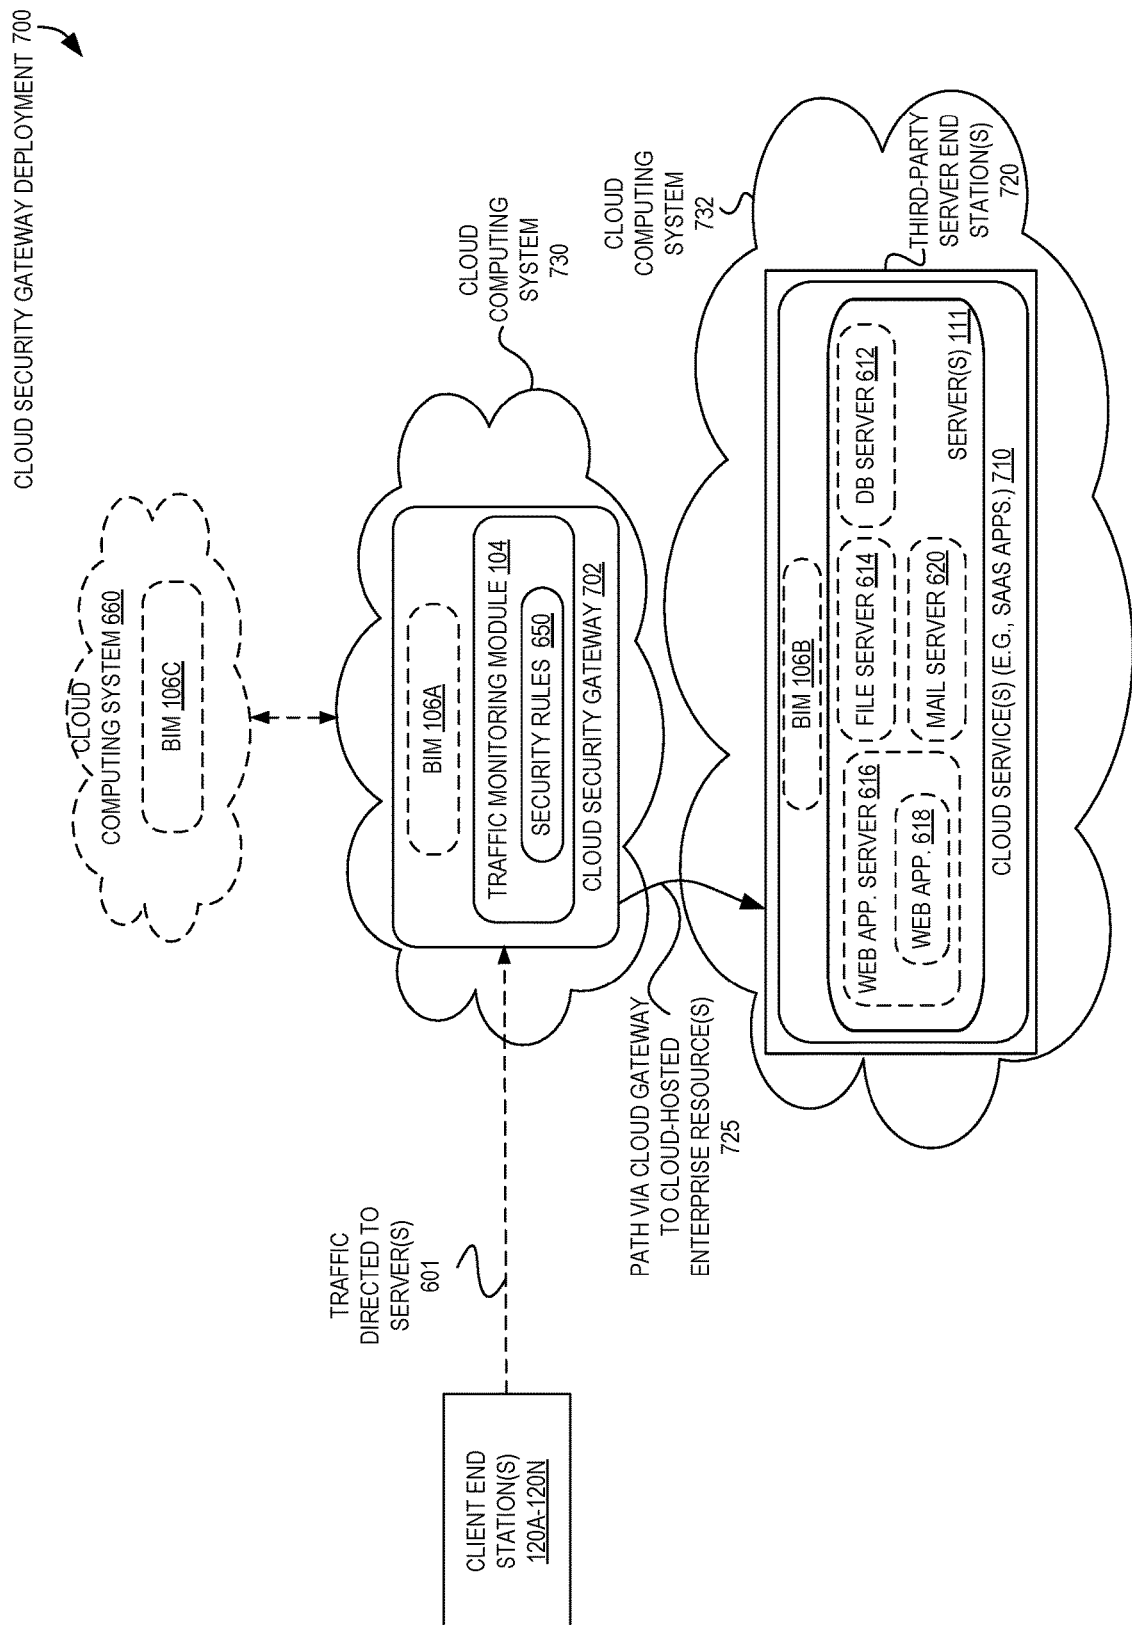 CLOUD SECURITY GATEWAY DEPLOYMENT 700
CLOUD
COMPUTING SYSTEM 660
BIM 106C
CLOUD
COMPUTING
SYSTEM
730
BIM 106A
TRAFFIC MONITORING MODULE 104
SECURITY RULES 650
CLOUD SECURITY GATEWAY 702
TRAFFIC
DIRECTED TO
SERVER(S)
601
CLIENT END
STATION(S)
120A-120N
PATH VIA CLOUD GATEWAY
TO CLOUD-HOSTED
ENTERPRISE RESOURCE(S)
725
CLOUD
COMPUTING
SYSTEM
732
BIM 106B
WEB APP. SERVER 616
WEB APP. 618
FILE SERVER 614
DB SERVER 612
MAIL SERVER 620
SERVER(S) 111
CLOUD SERVICE(S) (E.G., SAAS APPS.) 710
THIRD-PARTY
SERVER END
STATION(S)
720